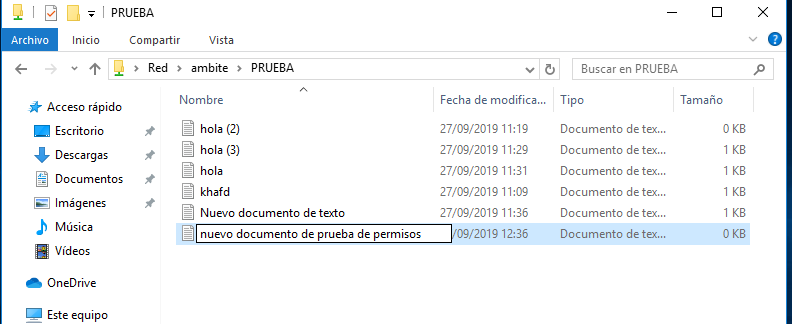 PRUEBA
Archivo Inicio Compartir Vista
Red ambite PRUEBA Buscar en PRUEBA
Nombre Fecha de modifica... Tipo Tamaño
Acceso rápido
Escritorio
Descargas
Documentos
Imágenes
Música
Vídeos
OneDrive
Este equipo
hola (2) 27/09/2019 11:19 Documento de tex... 0 KB
hola (3) 27/09/2019 11:29 Documento de tex... 1 KB
hola 27/09/2019 11:31 Documento de tex... 1 KB
khafd 27/09/2019 11:09 Documento de tex... 1 KB
Nuevo documento de texto 27/09/2019 11:36 Documento de tex... 1 KB
nuevo documento de prueba de permisos /09/2019 12:36 Documento de tex... 0 KB